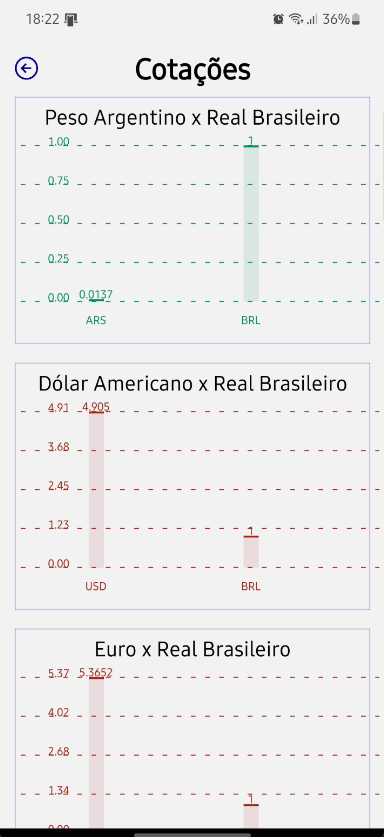 18:22 36%
Cotações
Peso Argentino x Real Brasileiro
1.00 1
0.75
0.50
0.25
0.00 0.0137
ARS BRL
Dólar Americano x Real Brasileiro
4.91 4.905
3.68
2.45
1.23 1
0.00
USD BRL
Euro x Real Brasileiro
5.37 5.3652
4.02
2.68
1.34 1
0.00